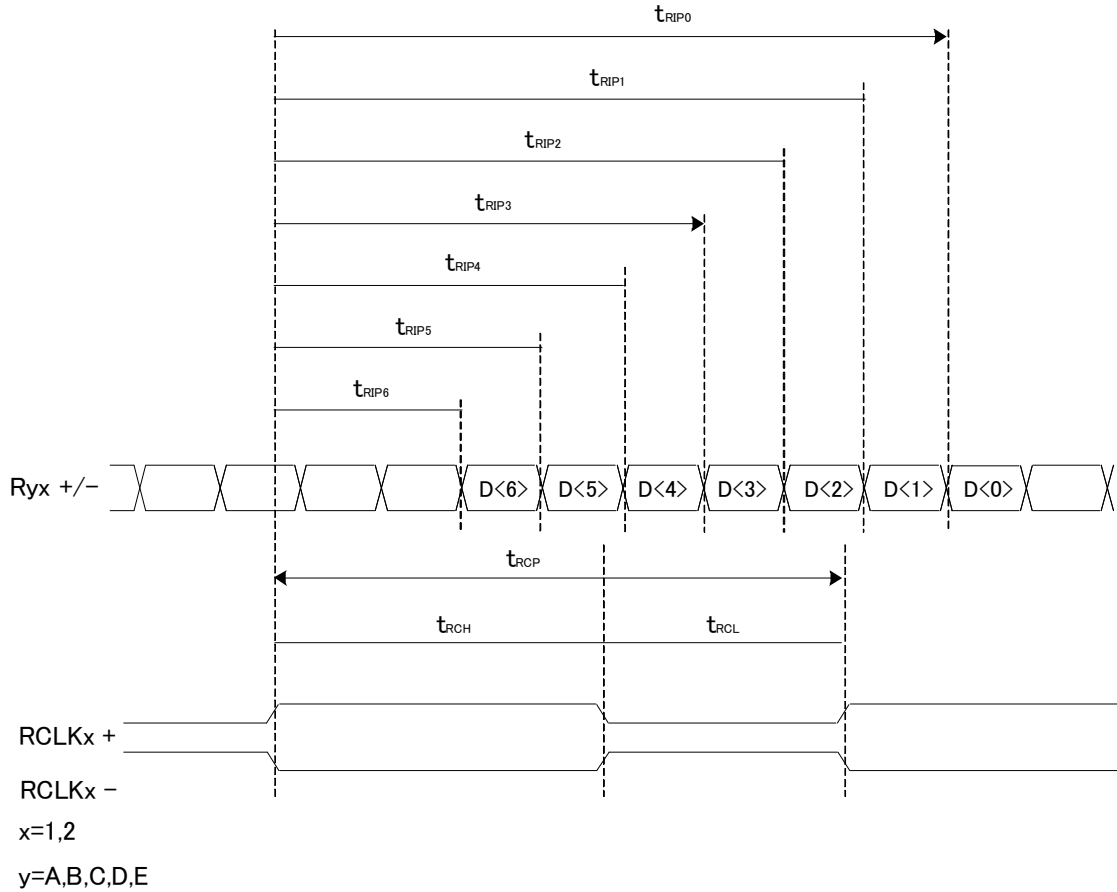 tRIP0
tRIP1
tRIP2
tRIP3
tRIP4
tRIP5
tRIP6
Ryx +/- D<6> D<5> D<4> D<3> D<2> D<1> D<0>
tRCP
tRCH tRCL
RCLKx +
RCLKx -
x=1,2
y=A,B,C,D,E